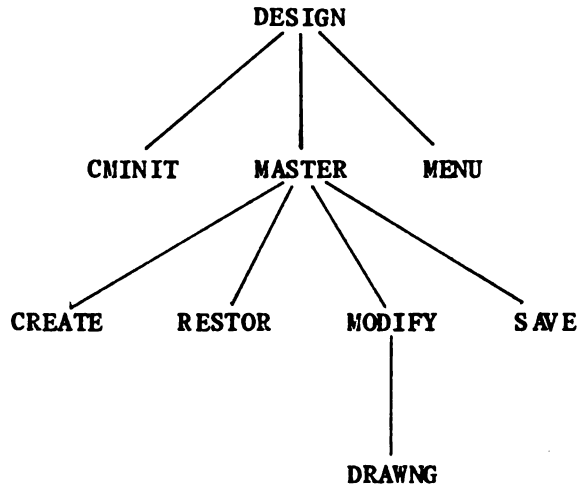 DESIGN
CMINIT MASTER MENU
CREATE RESTOR MODIFY SAVE
DRAWNG